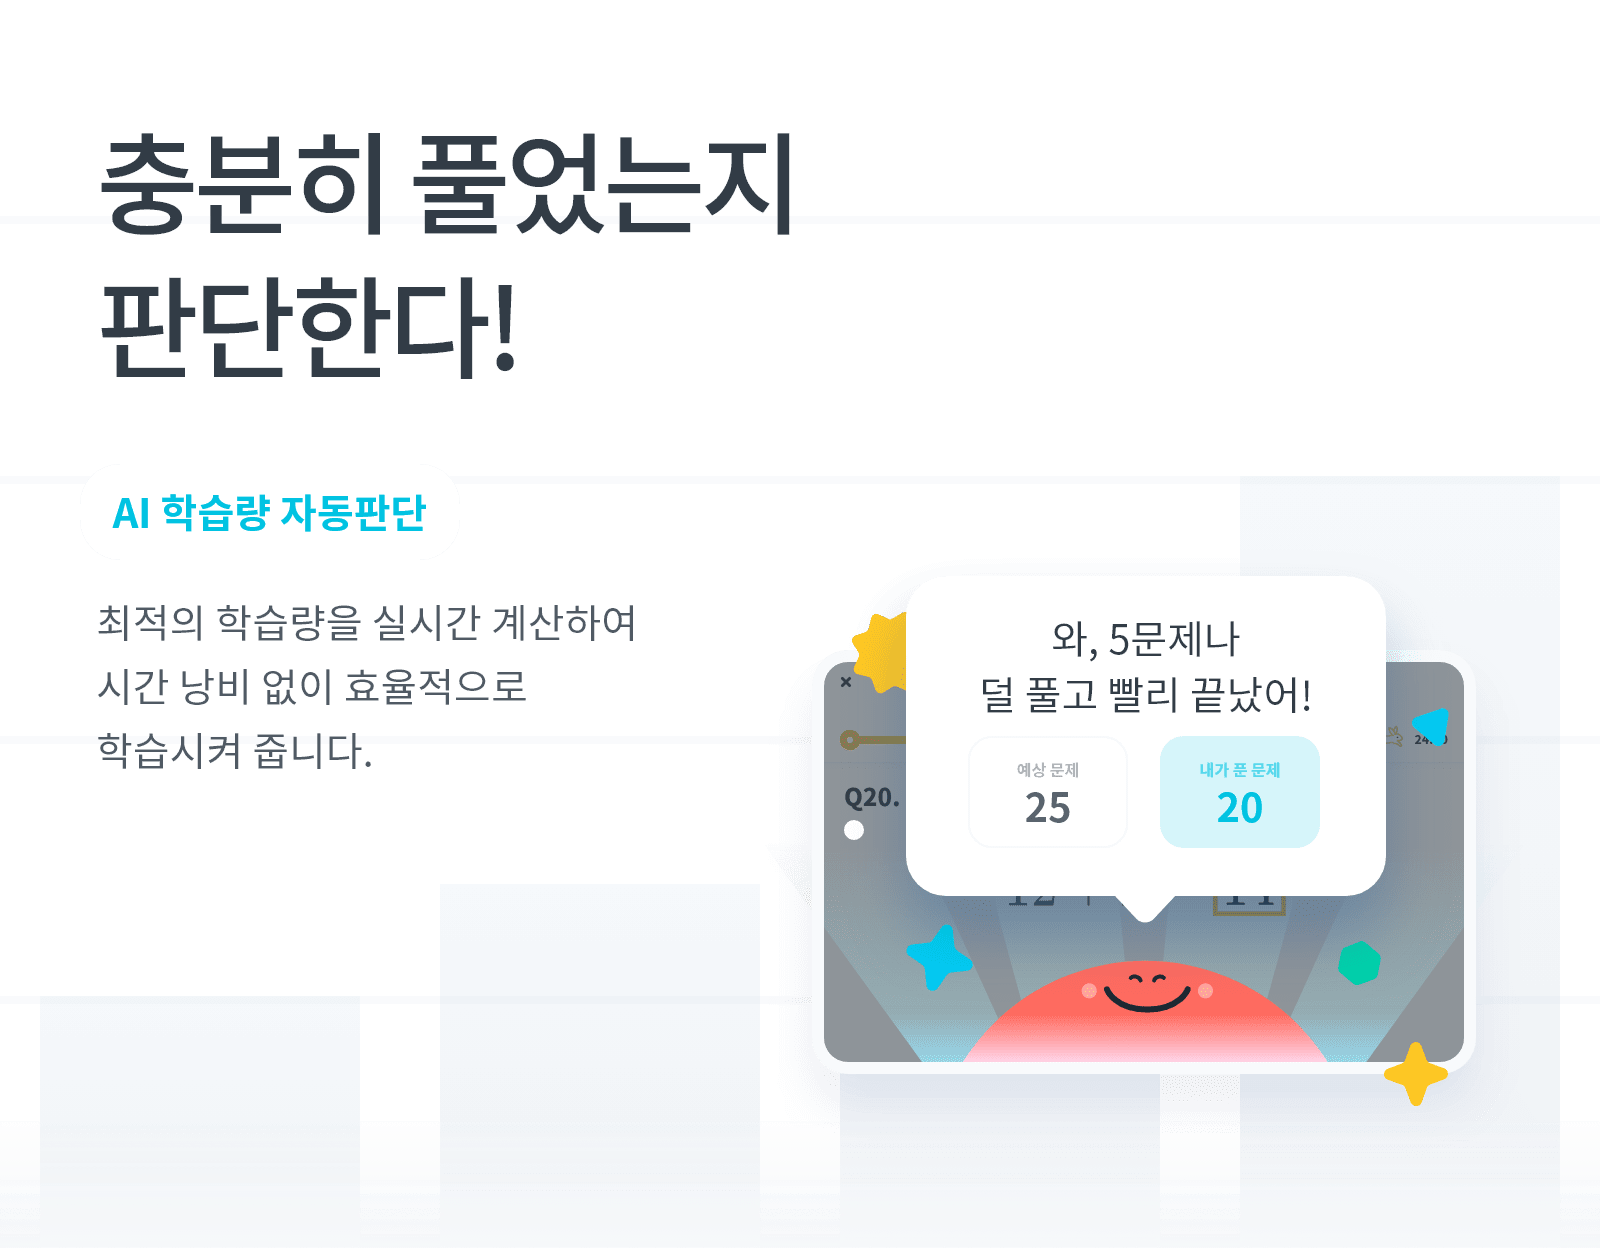 충분히 풀었는지
판단한다!
AI 학습량 자동판단
최적의 학습량을 실시간 계산하여
시간 낭비 없이 효율적으로
학습시켜 줍니다.
와, 5문제나
덜 풀고 빨리 끝났어!
예상 문제
25
내가 푼 문제
20
Q20.